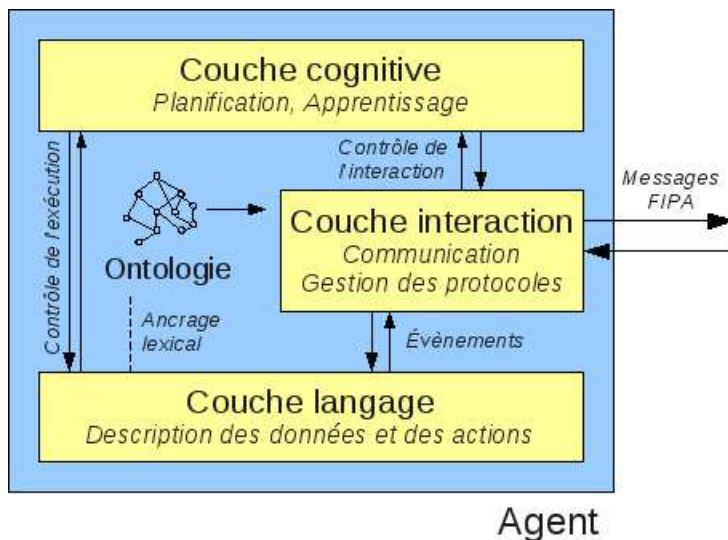 Couche cognitive
Planification, Apprentissage
Contrôle de l'exécution
Contrôle de
l'interaction
Messages
FIPA
Couche interaction
Communication
Gestion des protocoles
Ontologie
Ancrage
lexical
Évènements
Couche langage
Description des données et des actions
Agent